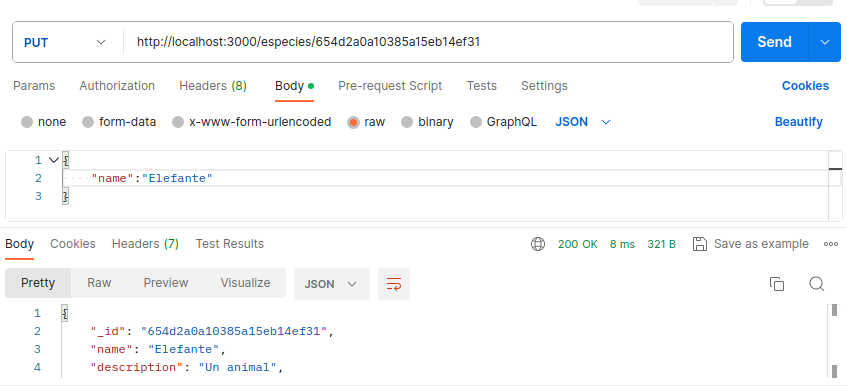 PUT http://localhost:3000/especies/654d2a0a10385a15eb14ef31 Send
Params Authorization Headers (8) Body Pre-request Script Tests Settings Cookies
none form-data x-www-form-urlencoded raw binary GraphQL JSON Beautify
1 {
2 "name":"Elefante"
3 }
Body Cookies Headers (7) Test Results 200 OK 8 ms 321 B Save as example
Pretty Raw Preview Visualize JSON
1 {
2 "_id": "654d2a0a10385a15eb14ef31",
3 "name": "Elefante",
4 "description": "Un animal",